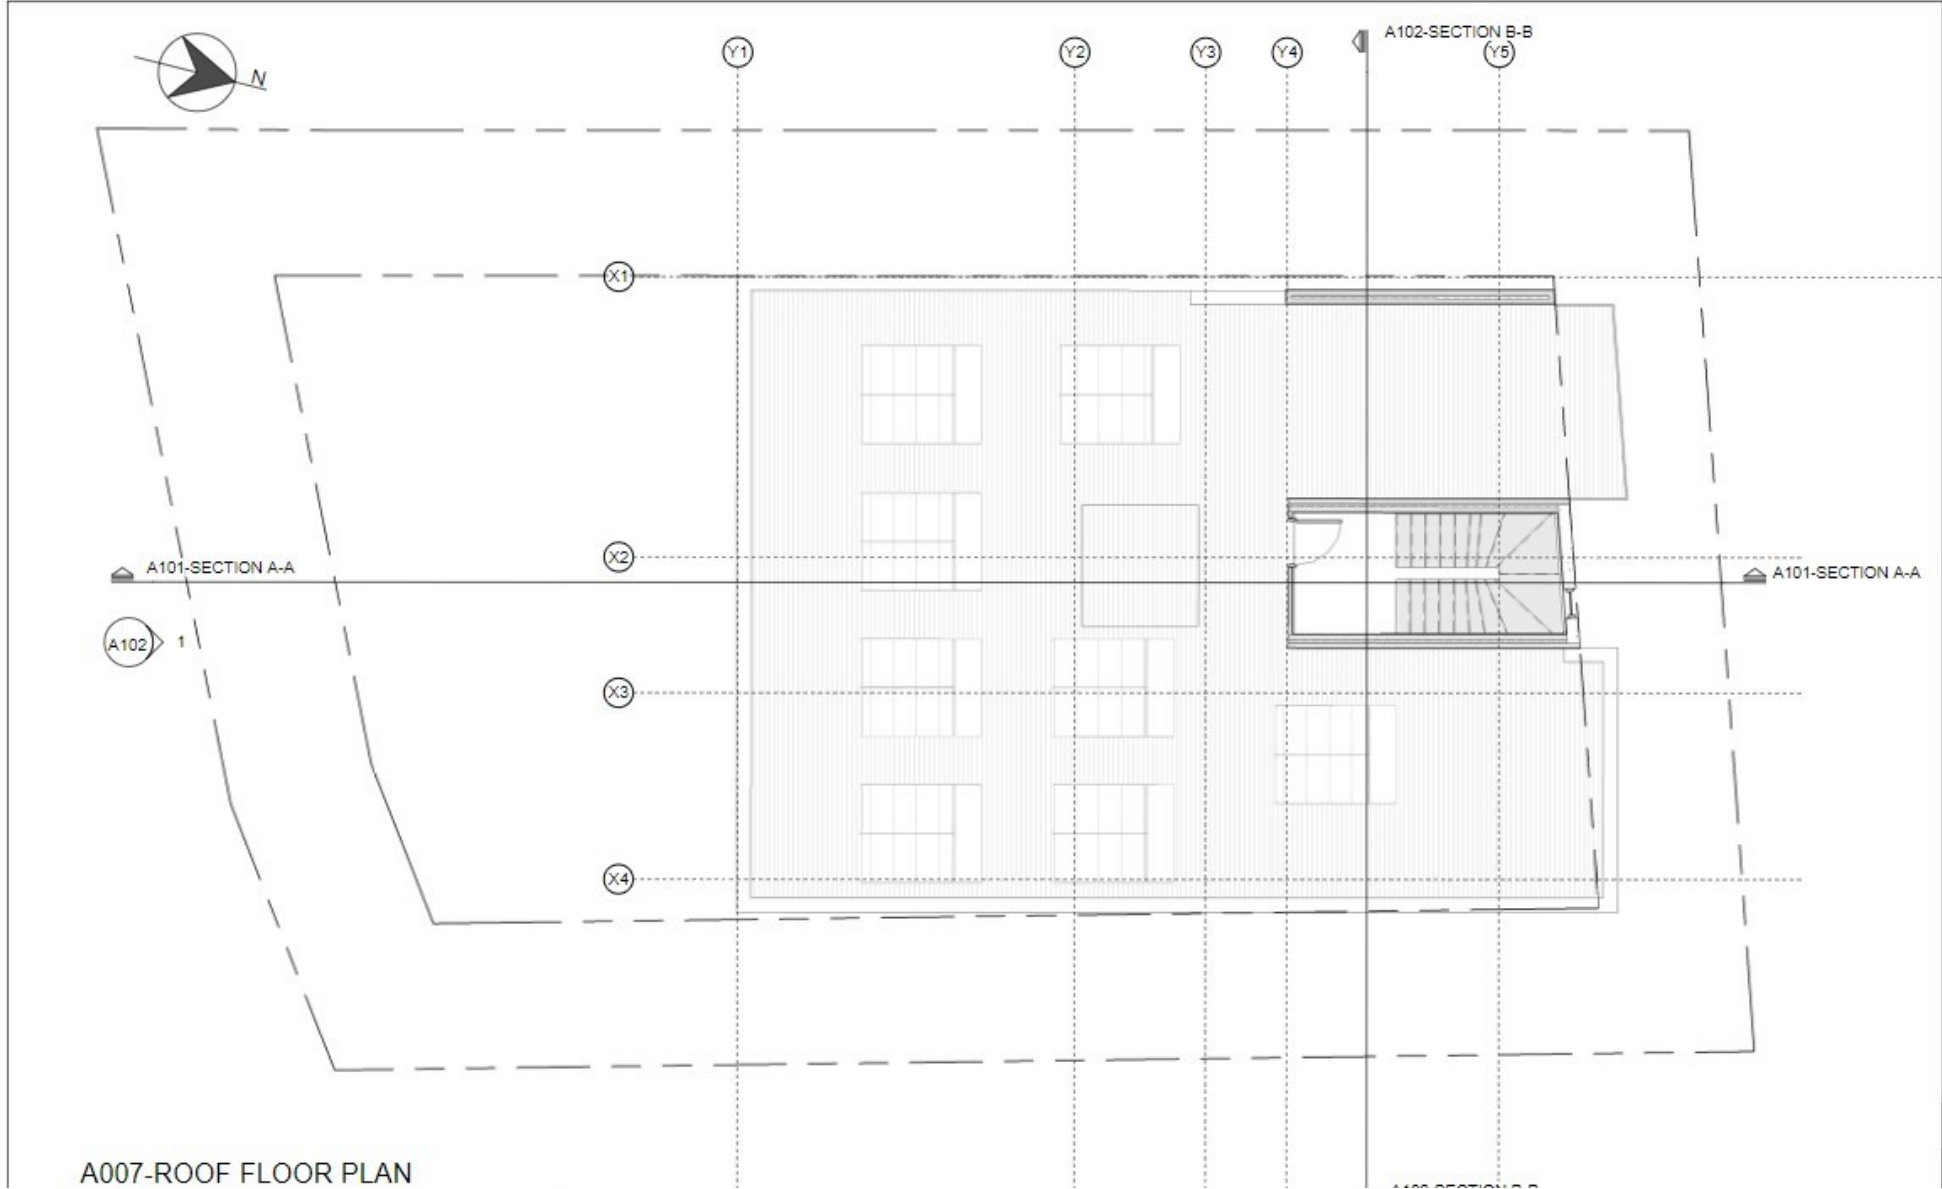 A102-SECTION B-B
Y1
Y2
Y3
Y4
Y5
N
X1
X2
A101-SECTION A-A
A101-SECTION A-A
A102
1
X3
X4
A007-ROOF FLOOR PLAN